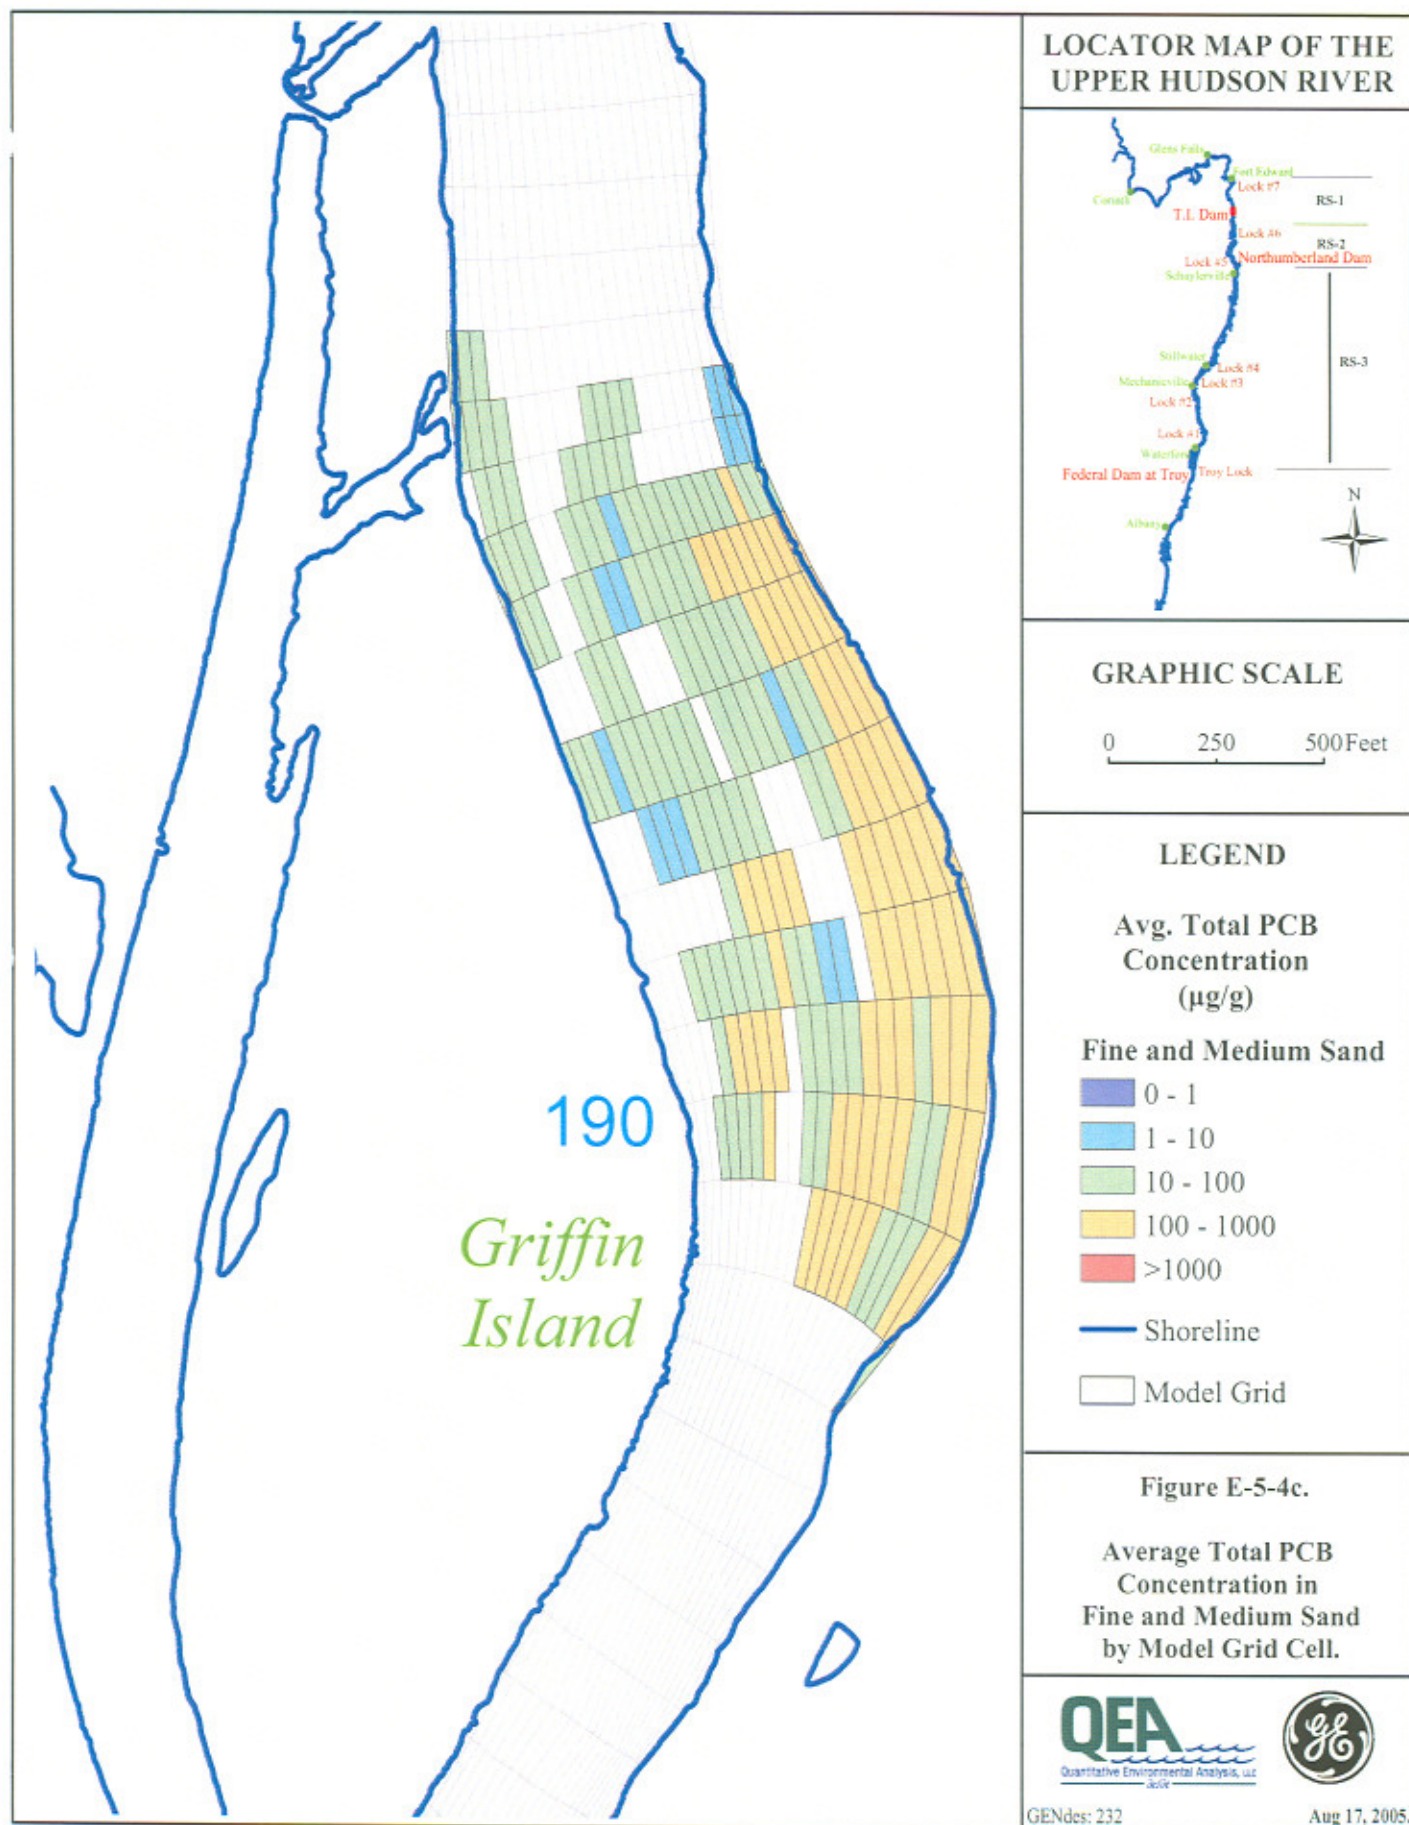 LOCATOR MAP OF THE
UPPER HUDSON RIVER
Glens Falls
Fort Edward
Lock #7
Corinth
RS-1
T.I. Dam
Lock #6
RS-2
Northumberland Dam
Lock #5
Schuylerville
Stillwater
Lock #4
RS-3
Mechanicville
Lock #3
Lock #2
Lock #1
Waterford
Federal Dam at Troy
Troy Lock
N
Albany
GRAPHIC SCALE
0 250 500 Feet
LEGEND
Avg. Total PCB
Concentration
(µg/g)
Fine and Medium Sand
0 - 1
1 - 10
10 - 100
100 - 1000
>1000
Shoreline
Model Grid
190
Griffin
Island
Figure E-5-4c.
Average Total PCB
Concentration in
Fine and Medium Sand
by Model Grid Cell.
QEA
Quantitative Environmental Analysis, LLC
GE
GENdes: 232
Aug 17, 2005.